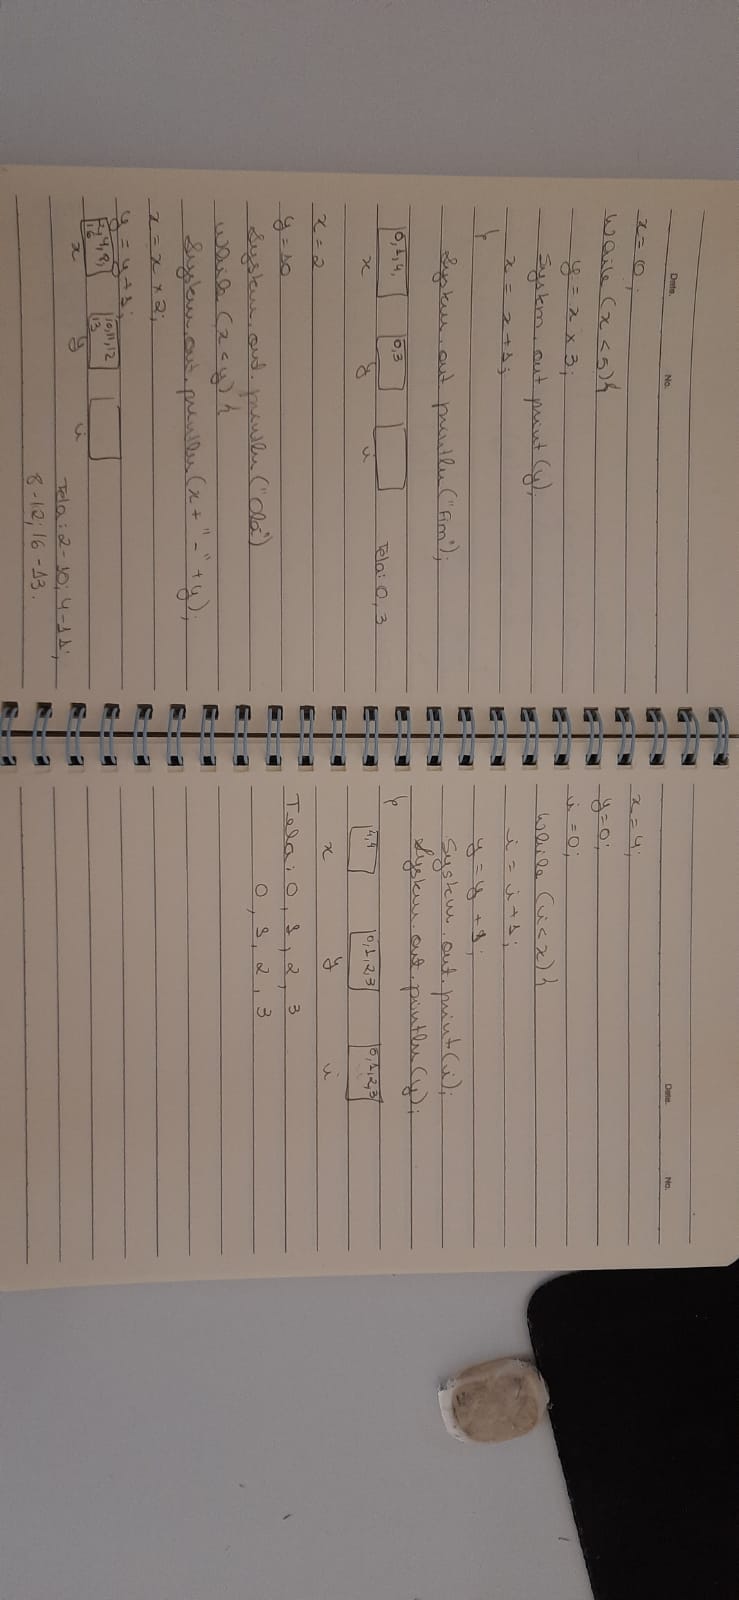 Date. No.
x = 0;
While (x < 5) {
y = x x 3;
System. out print (y);
x = x + 1;
}
System. out println ("Fim");
0,1,4, 0,3
x y i
Tela: 0, 3
x = 2
y = 10
System. out. println ("Olá")
While (x < y) {
System. out. println (x + "-" + y);
x = x x 2;
y = y + 1;
2,4,8, 10,11,12
16 13
x y i
Tela: 2 - 10; 4 - 11;
8 - 12; 16 - 13.
Date. No.
x = 4;
y = 0;
i = 0;
While (i < x) {
i = i + 1;
y = y + 1;
System. out. print (i);
System. out. println (y);
}
4,4 0,1,2,3 0,1,2,3
x y i
Tela: 0, 1, 2, 3
0, 1, 2, 3